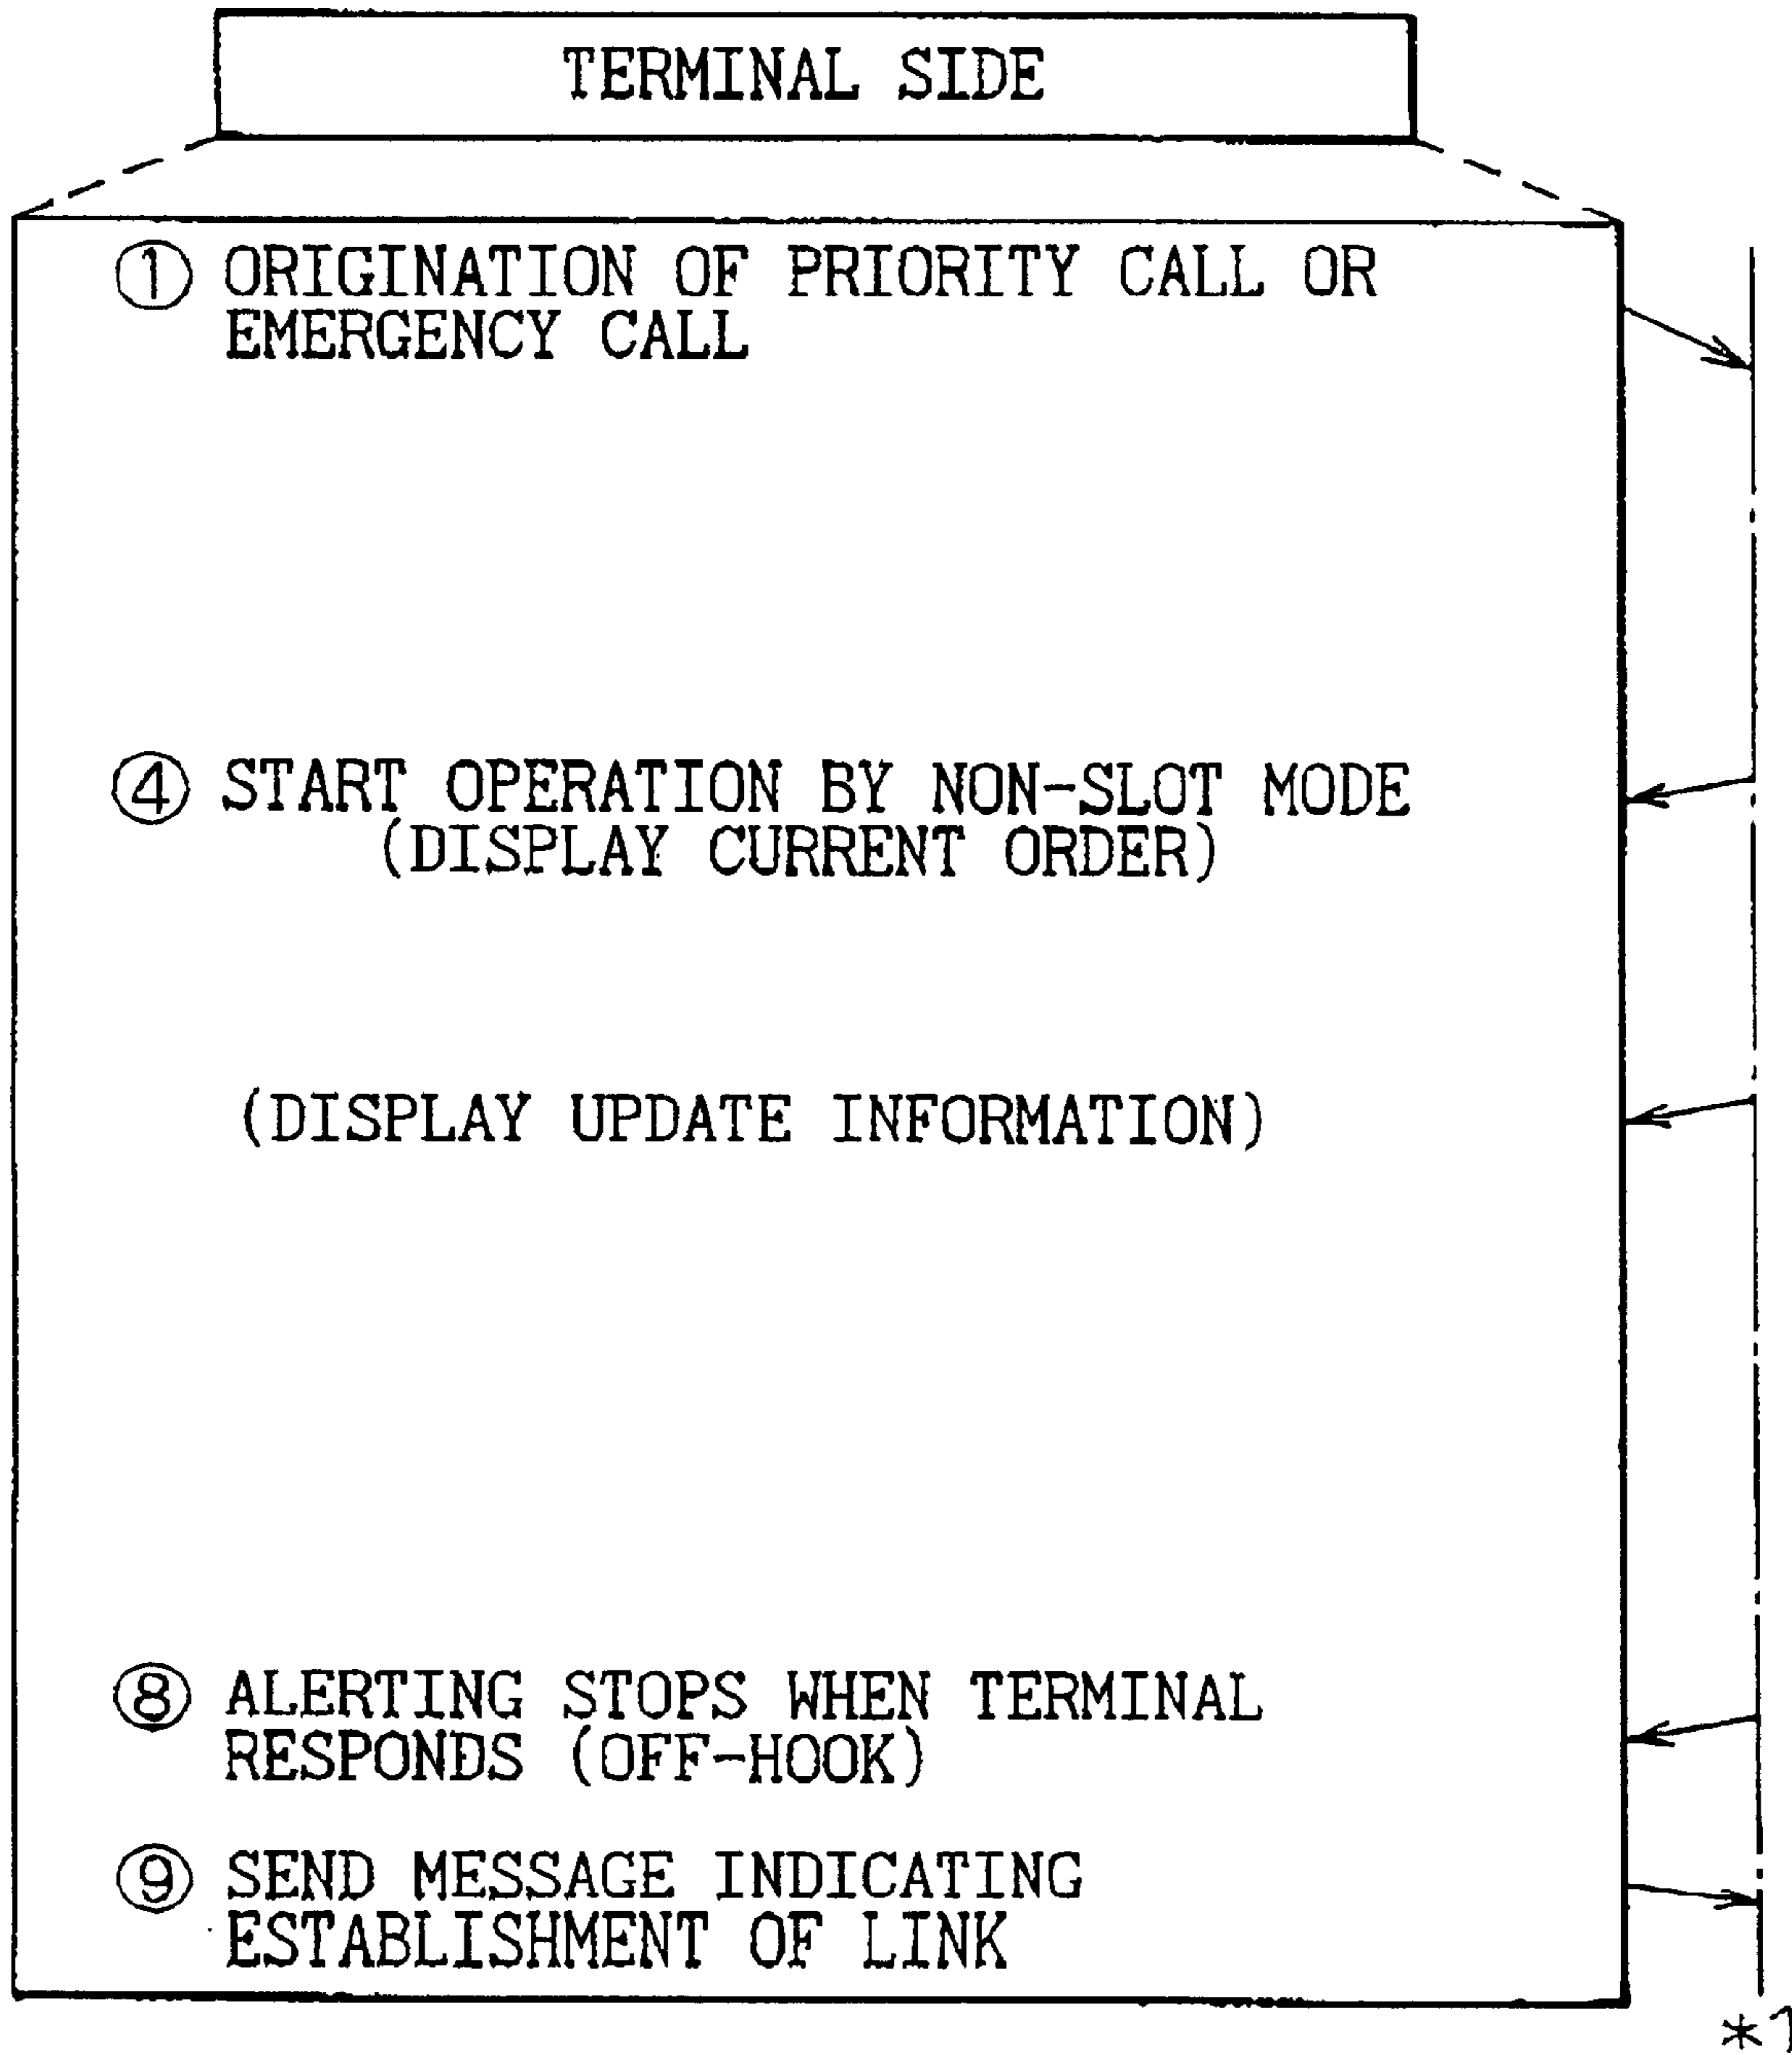 TERMINAL SIDE
① ORIGINATION OF PRIORITY CALL OR
EMERGENCY CALL
④ START OPERATION BY NON-SLOT MODE
(DISPLAY CURRENT ORDER)
(DISPLAY UPDATE INFORMATION)
⑧ ALERTING STOPS WHEN TERMINAL
RESPONDS (OFF-HOOK)
⑨ SEND MESSAGE INDICATING
ESTABLISHMENT OF LINK
*1